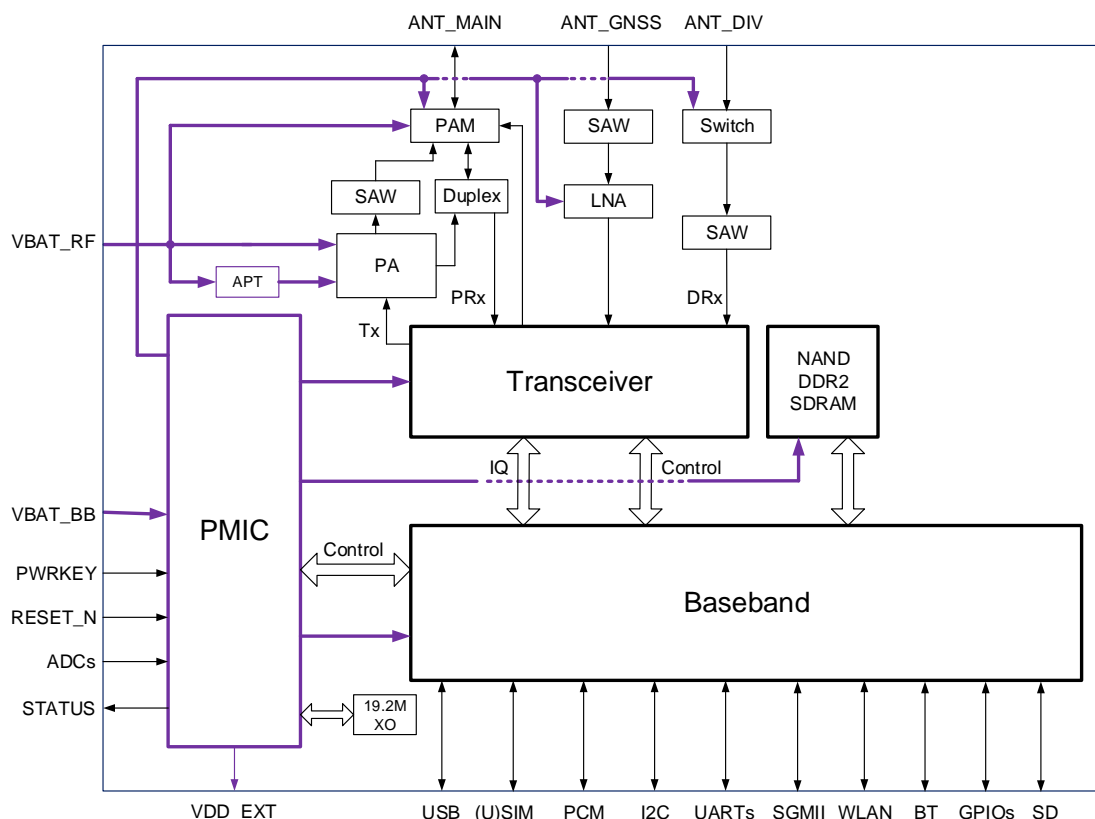 ANT_MAIN
ANT_GNSS
ANT_DIV
PAM
SAW
Switch
SAW
Duplex
LNA
SAW
VBAT_RF
PA
APT
PRx
DRx
Tx
Transceiver
NAND
DDR2
SDRAM
IQ
Control
VBAT_BB
PMIC
Control
PWRKEY
Baseband
RESET_N
ADCs
STATUS
19.2M
XO
VDD_EXT
USB
(U)SIM
PCM
I2C
UARTs
SGMII
WLAN
BT
GPIOs
SD